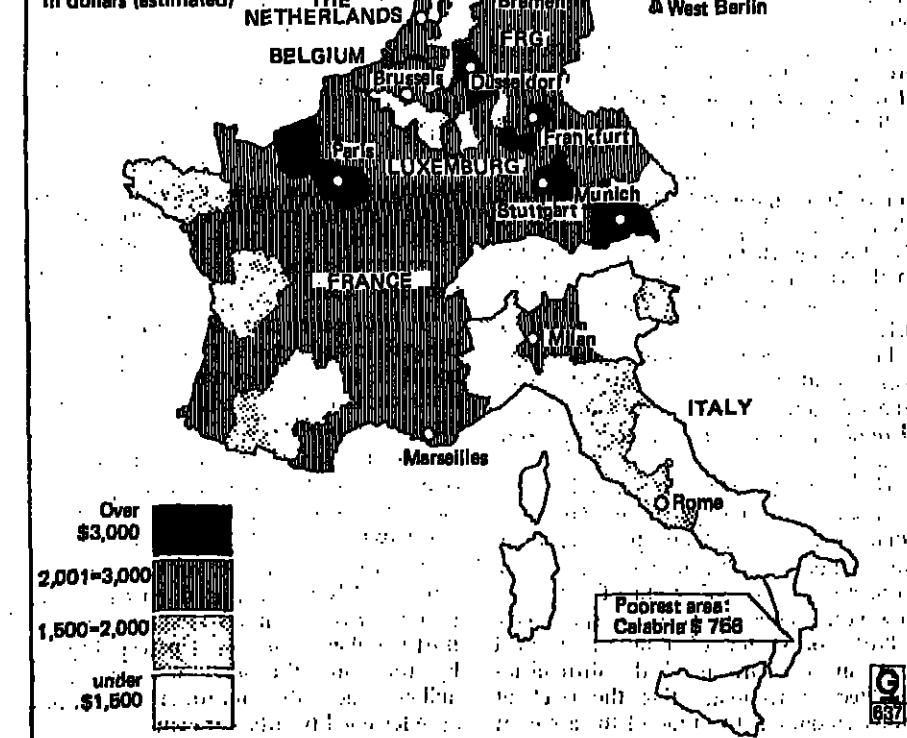 in dollars (estimated)
THE
NETHERLANDS
Bremen
West Berlin
FRG
BELGIUM
Brussels
Düsseldorf
Frankfurt
Paris
LUXEMBURG
Munich
Stuttgart
FRANCE
Milan
ITALY
Marseilles
Rome
Over
$3,000
2,001-3,000
1,500-2,000
under
$1,500
Poorest area:
Calabria $ 756
G
637